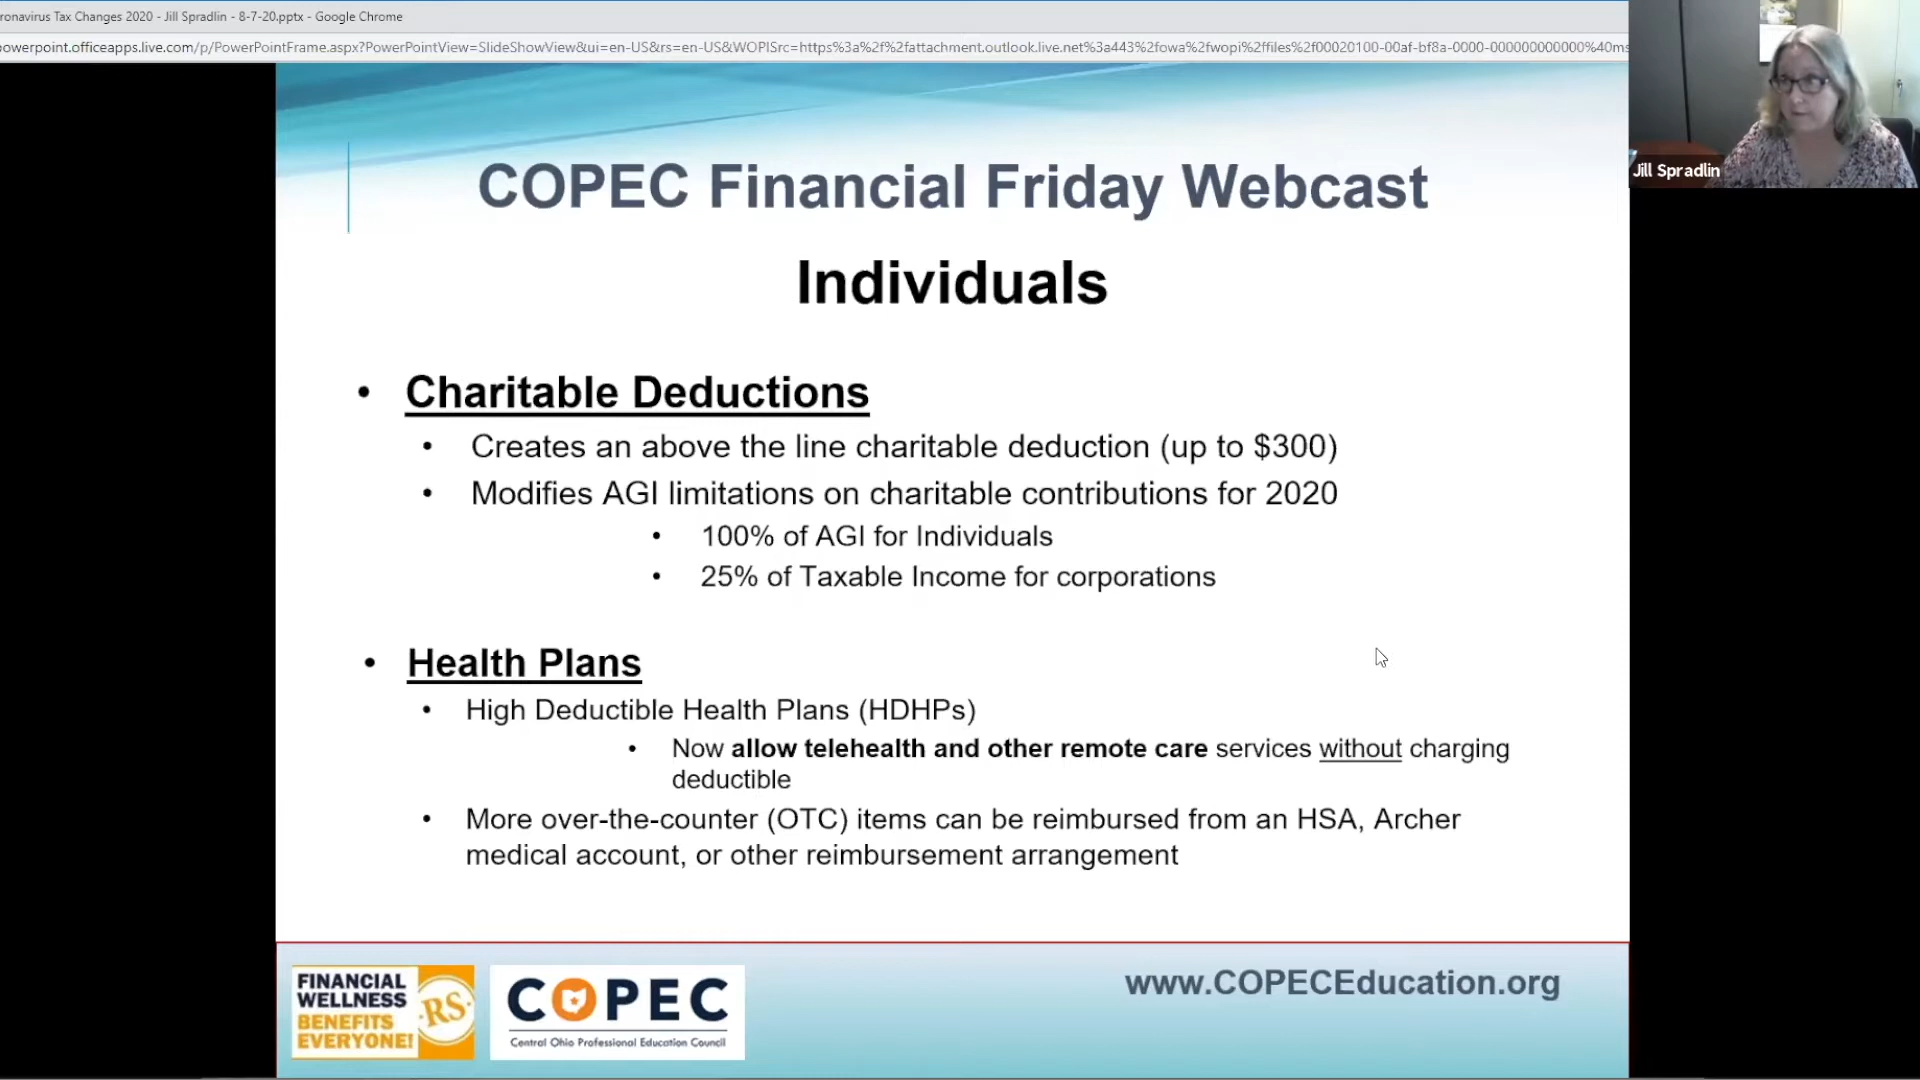 ronavirus Tax Changes 2020 - Jill Spradlin - 8-7-20.pptx - Google Chrome
powerpoint.officeapps.live.com/p/PowerPointFrame.aspx?PowerPointView=SlideShowView&ui=en-US&rs=en-US&WOPISrc=https%3a%2f%2fattachment.outlook.live.net%3a443%2fowa%2fwopi%2ffiles%2f00020100-00af-bf8a-0000-000000000000%40ms
Jill Spradlin
COPEC Financial Friday Webcast
Individuals
• Charitable Deductions
• Creates an above the line charitable deduction (up to $300)
• Modifies AGI limitations on charitable contributions for 2020
• 100% of AGI for Individuals
• 25% of Taxable Income for corporations
• Health Plans
• High Deductible Health Plans (HDHPs)
• Now allow telehealth and other remote care services without charging
deductible
• More over-the-counter (OTC) items can be reimbursed from an HSA, Archer
medical account, or other reimbursement arrangement
FINANCIAL
WELLNESS
BENEFITS
EVERYONE!
RS
COPEC
Central Ohio Professional Education Council
www.COPECEducation.org